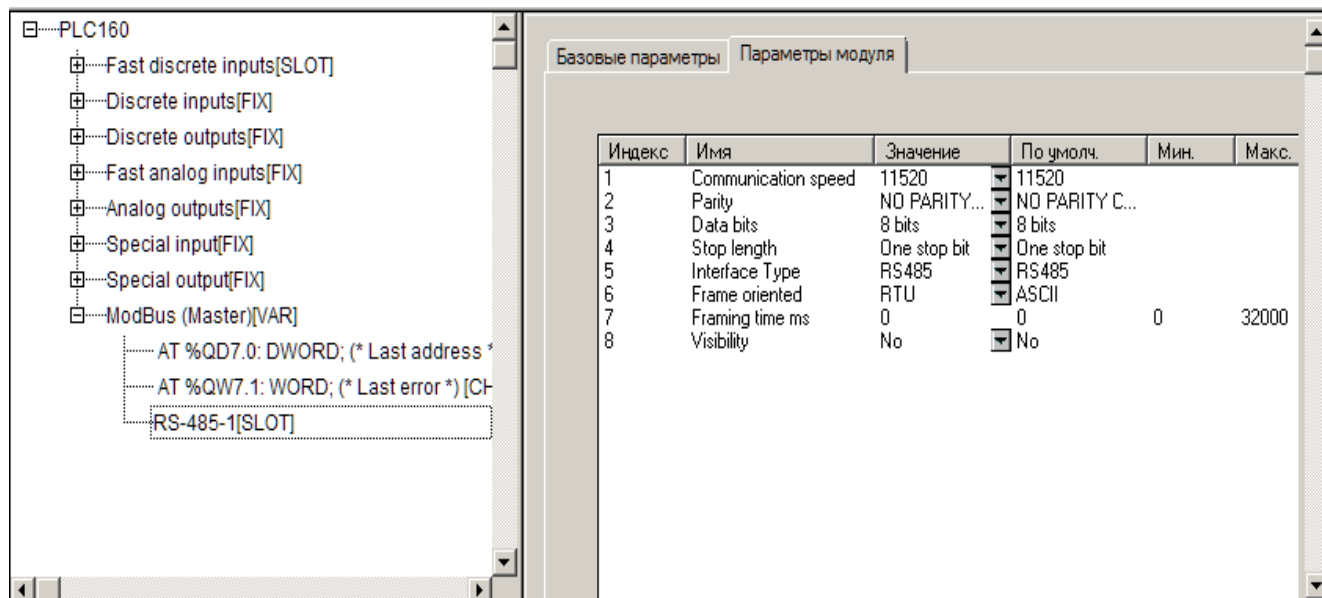 PLC160
Fast discrete inputs[SLOT]
Discrete inputs[FIX]
Discrete outputs[FIX]
Fast analog inputs[FIX]
Analog outputs[FIX]
Special input[FIX]
Special output[FIX]
ModBus (Master)[VAR]
AT %QD7.0: DWORD; (* Last address *
AT %QW7.1: WORD; (* Last error *) [CH
RS-485-1[SLOT]
Базовые параметры Параметры модуля
Индекс Имя Значение По умолч. Мин. Макс.
1 Communication speed 11520 11520
2 Parity NO PARITY... NO PARITY C...
3 Data bits 8 bits 8 bits
4 Stop length One stop bit One stop bit
5 Interface Type RS485 RS485
6 Frame oriented RTU ASCII
7 Framing time ms 0 0 0 32000
8 Visibility No No